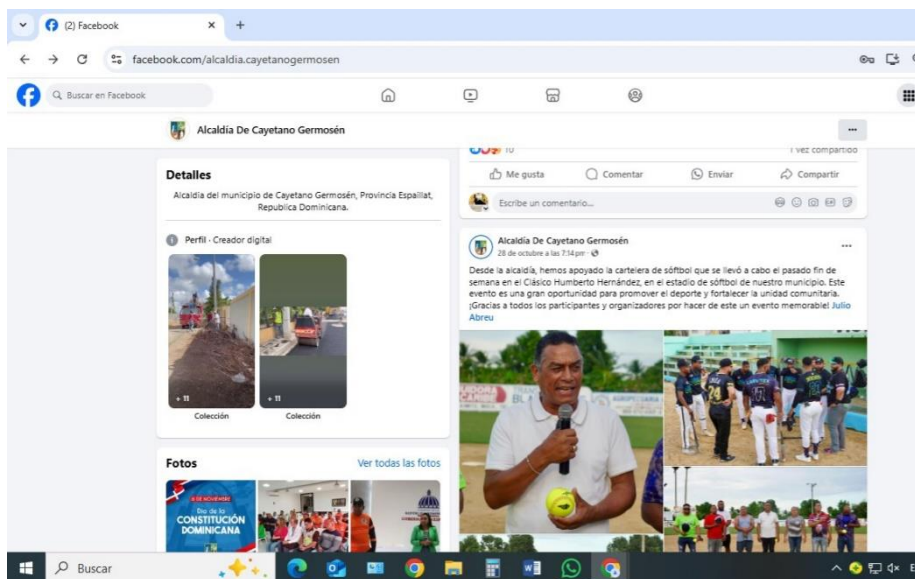 (2) Facebook
facebook.com/alcaldia.cayetanogermosen
Buscar en Facebook
Alcaldía De Cayetano Germosén
Detalles
Alcaldia del municipio de Cayetano Germosén, Provincia Espaillat,
Republica Dominicana.
Perfil · Creador digital
+ 11
+ 11
Colección
Colección
Fotos
Ver todas las fotos
6 DE NOVIEMBRE
Día de la
CONSTITUCIÓN
DOMINICANA
10
1 vez compartido
Me gusta
Comentar
Enviar
Compartir
Escribe un comentario...
Alcaldía De Cayetano Germosén
28 de octubre a las 7:14 pm ·
Desde la alcaldía, hemos apoyado la cartelera de sóftbol que se llevó a cabo el pasado fin de
semana en el Clásico Humberto Hernández, en el estadio de sóftbol de nuestro municipio. Este
evento es una gran oportunidad para promover el deporte y fortalecer la unidad comunitaria.
¡Gracias a todos los participantes y organizadores por hacer de este un evento memorable! Julio
Abreu
24
17
Buscar